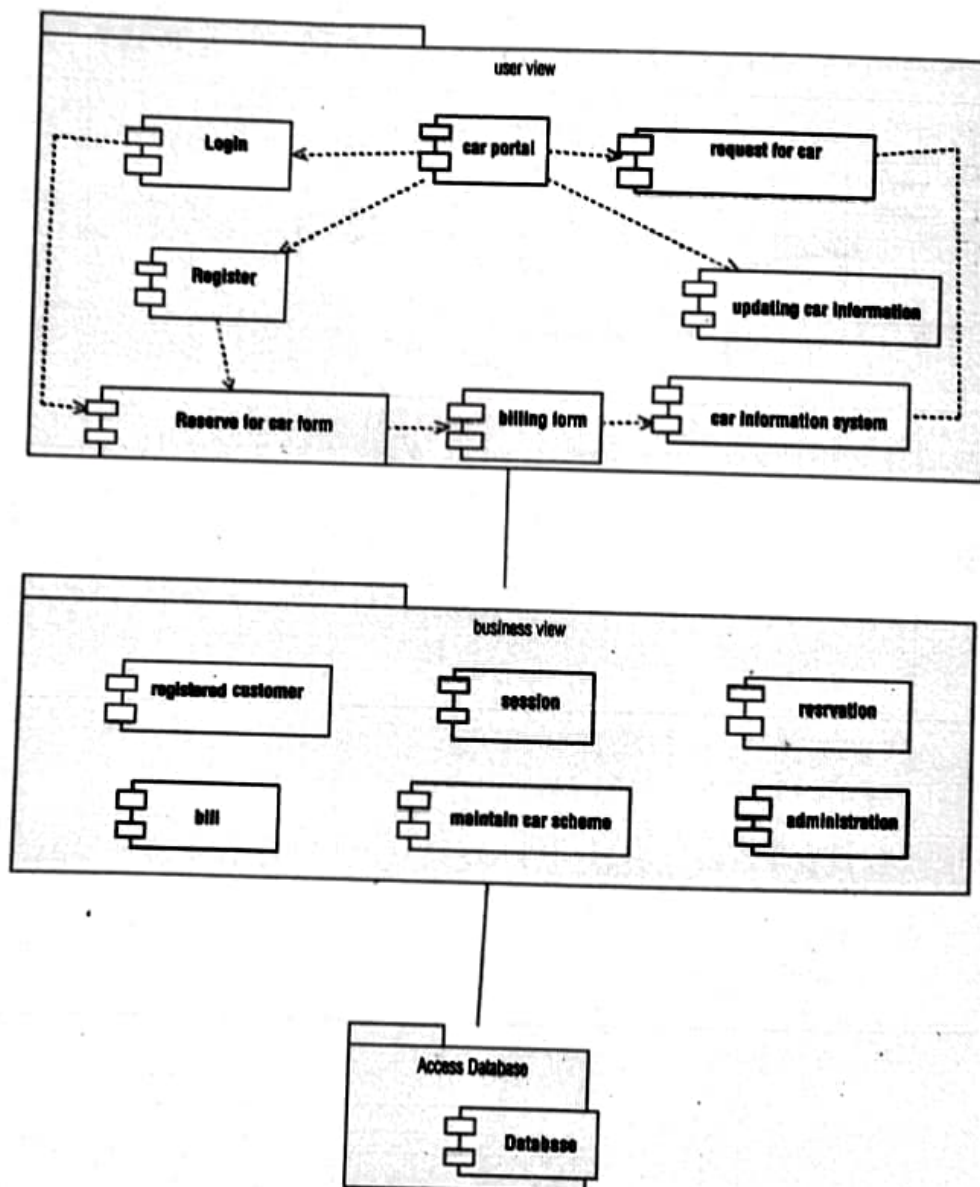 user view
Login
car portal
request for car
Register
updating car information
Reserve for car form
billing form
car information system
business view
registered customer
session
resrvation
bill
maintain car scheme
administration
Access Database
Database